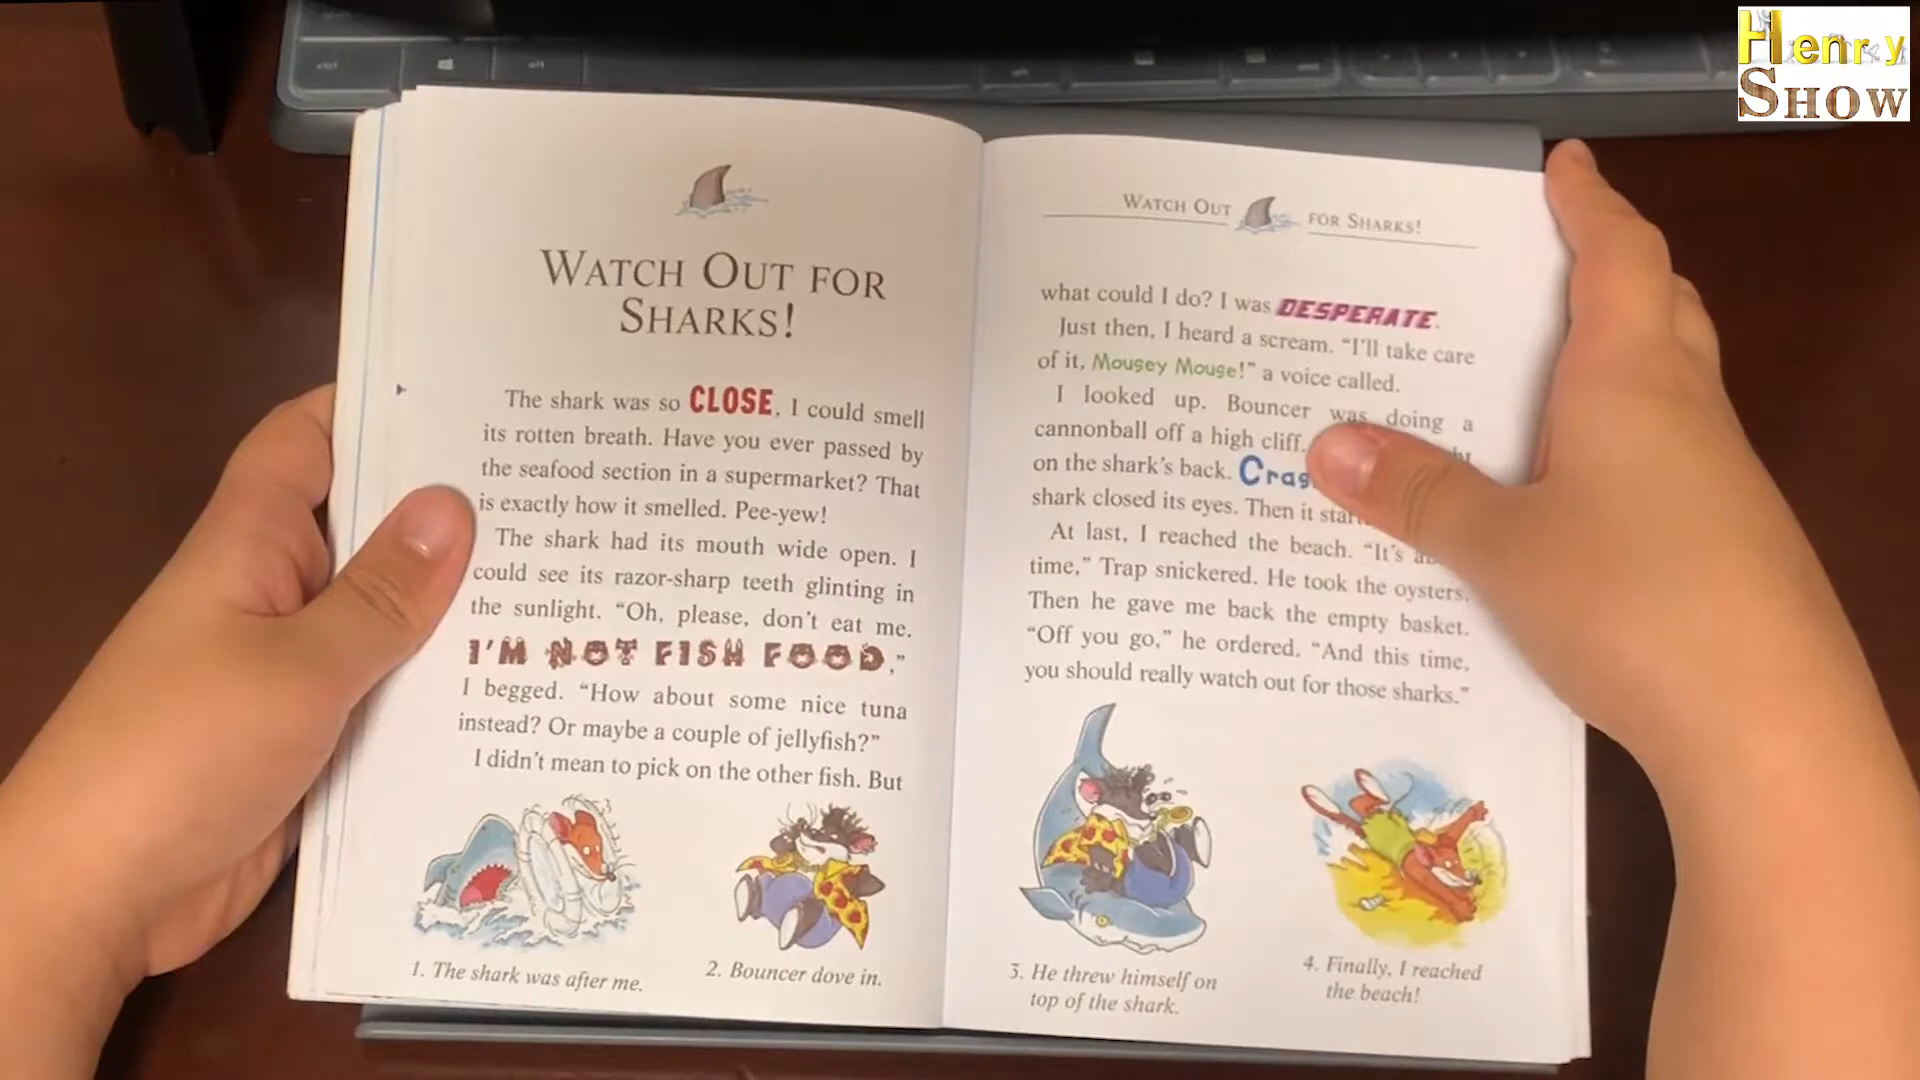 Henry
SHOW
WATCH OUT FOR
SHARKS!
The shark was so CLOSE, I could smell
its rotten breath. Have you ever passed by
the seafood section in a supermarket? That
is exactly how it smelled. Pee-yew!
The shark had its mouth wide open. I
could see its razor-sharp teeth glinting in
the sunlight. “Oh, please, don’t eat me.
I’M NOT FISH FOOD,”
I begged. “How about some nice tuna
instead? Or maybe a couple of jellyfish?”
I didn’t mean to pick on the other fish. But
1. The shark was after me.
2. Bouncer dove in.
WATCH OUT FOR SHARKS!
what could I do? I was DESPERATE.
Just then, I heard a scream. “I’ll take care
of it, Mousey Mouse!” a voice called.
I looked up. Bouncer was doing a
cannonball off a high cliff.
on the shark’s back.
shark closed its eyes. Then it
At last, I reached the beach. “It’s
time,” Trap snickered. He took the oysters.
Then he gave me back the empty basket.
“Off you go,” he ordered. “And this time,
you should really watch out for those sharks.”
3. He threw himself on
top of the shark.
4. Finally, I reached
the beach!